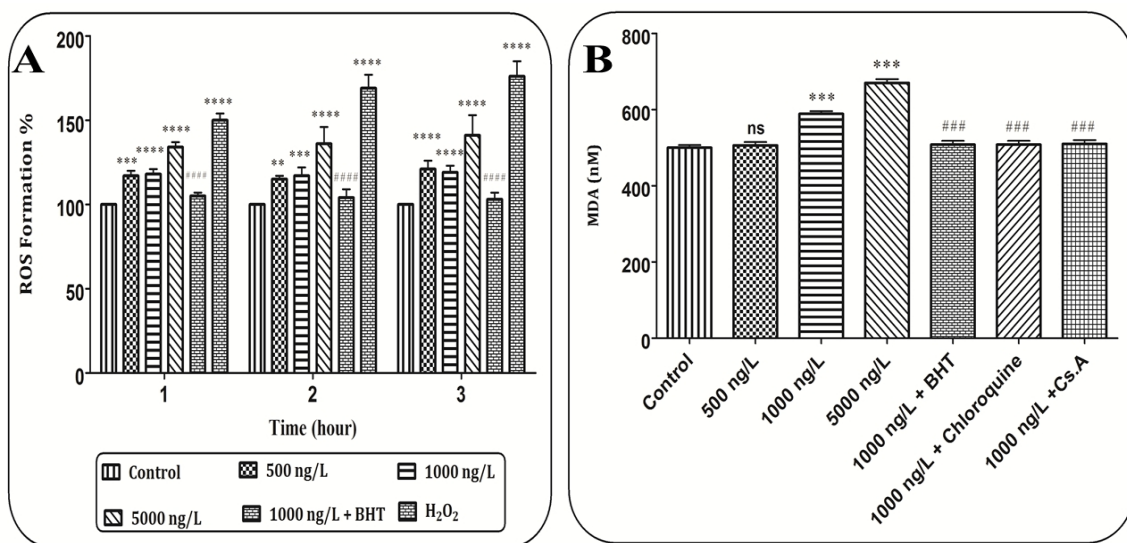 A
ROS Formation %
200
150
100
50
0
***
****
****
####
****
**
***
****
####
****
****
****
****
####
****
1
2
3
Time (hour)
Control
500 ng/L
1000 ng/L
5000 ng/L
1000 ng/L + BHT
H₂O₂
B
MDA (nM)
800
600
400
200
0
ns
***
***
###
###
###
Control
500 ng/L
1000 ng/L
5000 ng/L
1000 ng/L + BHT
1000 ng/L + Chloroquine
1000 ng/L +Cs.A